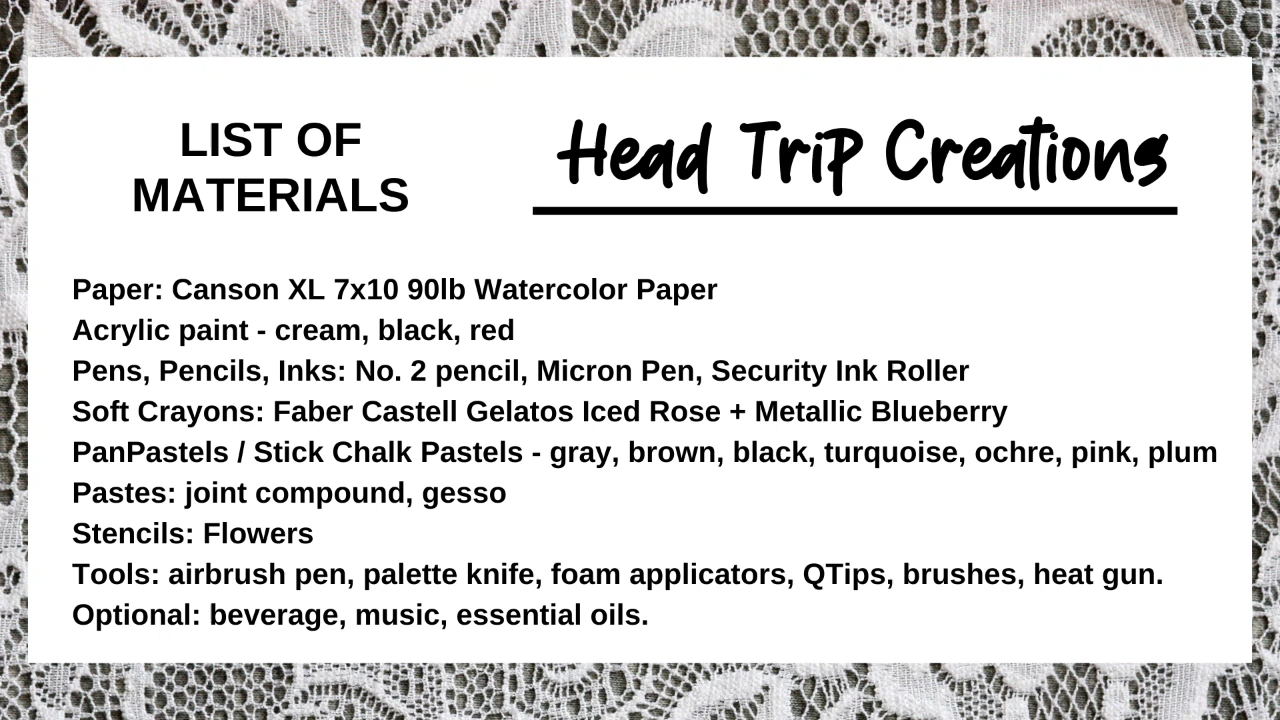 LIST OF
MATERIALS
Head Trip Creations
Paper: Canson XL 7x10 90lb Watercolor Paper
Acrylic paint - cream, black, red
Pens, Pencils, Inks: No. 2 pencil, Micron Pen, Security Ink Roller
Soft Crayons: Faber Castell Gelatos Iced Rose + Metallic Blueberry
PanPastels / Stick Chalk Pastels - gray, brown, black, turquoise, ochre, pink, plum
Pastes: joint compound, gesso
Stencils: Flowers
Tools: airbrush pen, palette knife, foam applicators, QTips, brushes, heat gun.
Optional: beverage, music, essential oils.